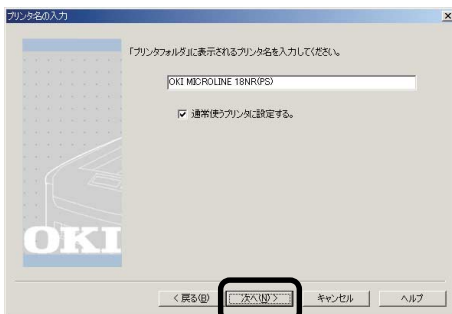 プリンタ名の入力
「プリンタフォルダ」に表示されるプリンタ名を入力してください。
OKI MICROLINE 18NR(PS)
通常使うプリンタに設定する。
OKI
< 戻る(B)
次へ(N) >
キャンセル
ヘルプ